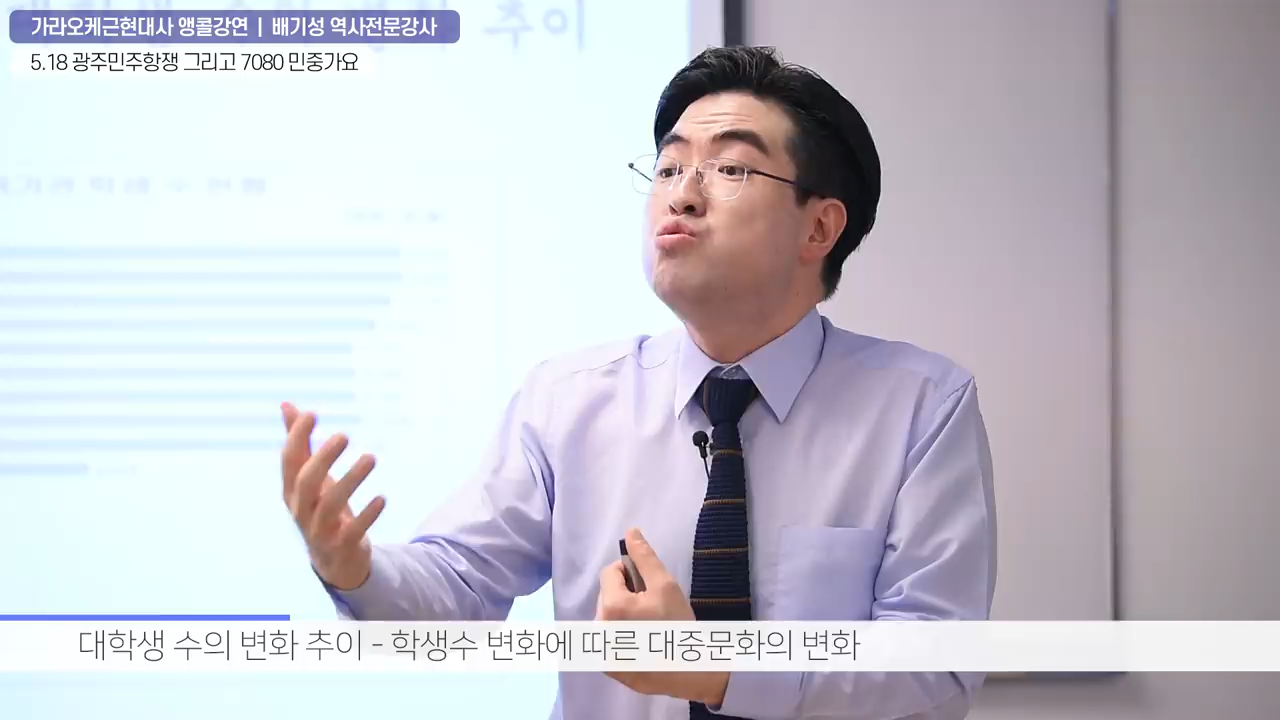 가라오케근현대사 앵콜강연 | 배기성 역사전문강사
5.18 광주민주항쟁 그리고 7080 민중가요
추이
대학생 수의 변화 추이 - 학생수 변화에 따른 대중문화의 변화